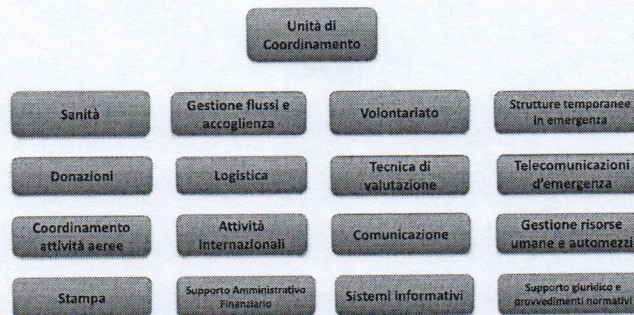 Unità di
Coordinamento
Sanità
Gestione flussi e
accoglienza
Volontariato
Strutture temporanee
in emergenza
Donazioni
Logistica
Tecnica di
valutazione
Telecomunicazioni
d'emergenza
Coordinamento
attività aeree
Attività
internazionali
Comunicazione
Gestione risorse
umane e automezzi
Stampa
Supporto Amministrativo
Finanziario
Sistemi informativi
Supporto giuridico e
provvedimenti normativi